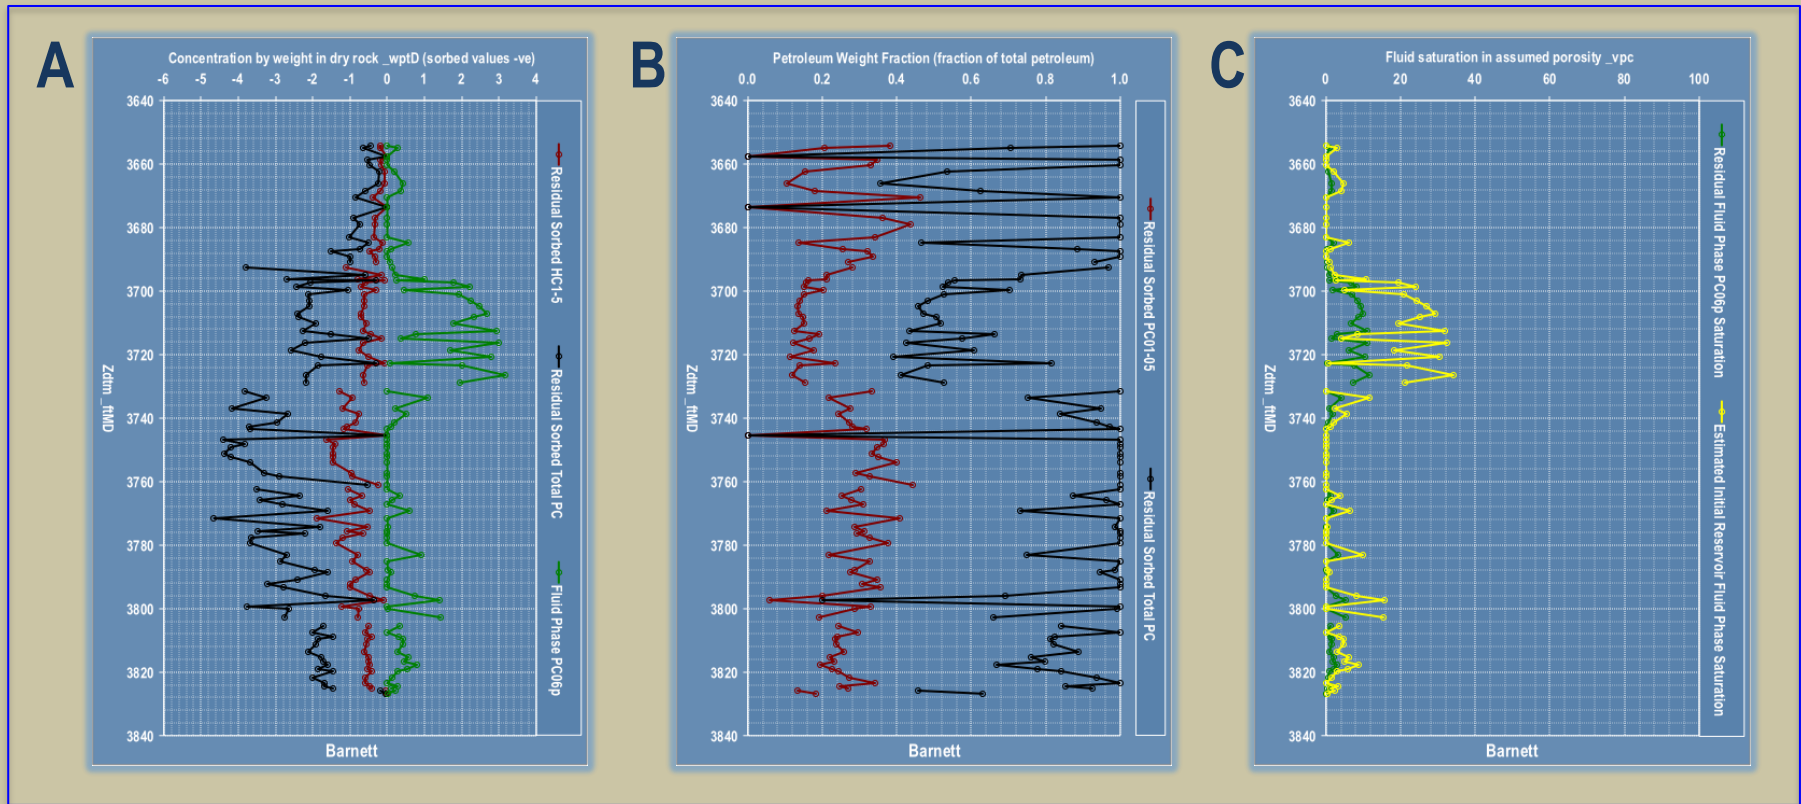 A
Concentration by weight in dry rock _wptD (sorbed values -ve)
-6 -5 -4 -3 -2 -1 0 1 2 3 4
3640
3660
3680
3700
3720
3740
3760
3780
3800
3820
3840
Zdtm_ftMD
Residual Sorbed HC1-5
Residual Sorbed Total PC
Fluid Phase PC06p
Barnett
B
Petroleum Weight Fraction (fraction of total petroleum)
0.0 0.2 0.4 0.6 0.8 1.0
3640
3660
3680
3700
3720
3740
3760
3780
3800
3820
3840
Zdtm_ftMD
Residual Sorbed PC01-05
Residual Sorbed Total PC
Barnett
C
Fluid saturation in assumed porosity _vpc
0 20 40 60 80 100
3640
3660
3680
3700
3720
3740
3760
3780
3800
3820
3840
Zdtm_ftMD
Residual Fluid Phase PC06p Saturation
Estimated Initial Reservoir Fluid Phase Saturation
Barnett